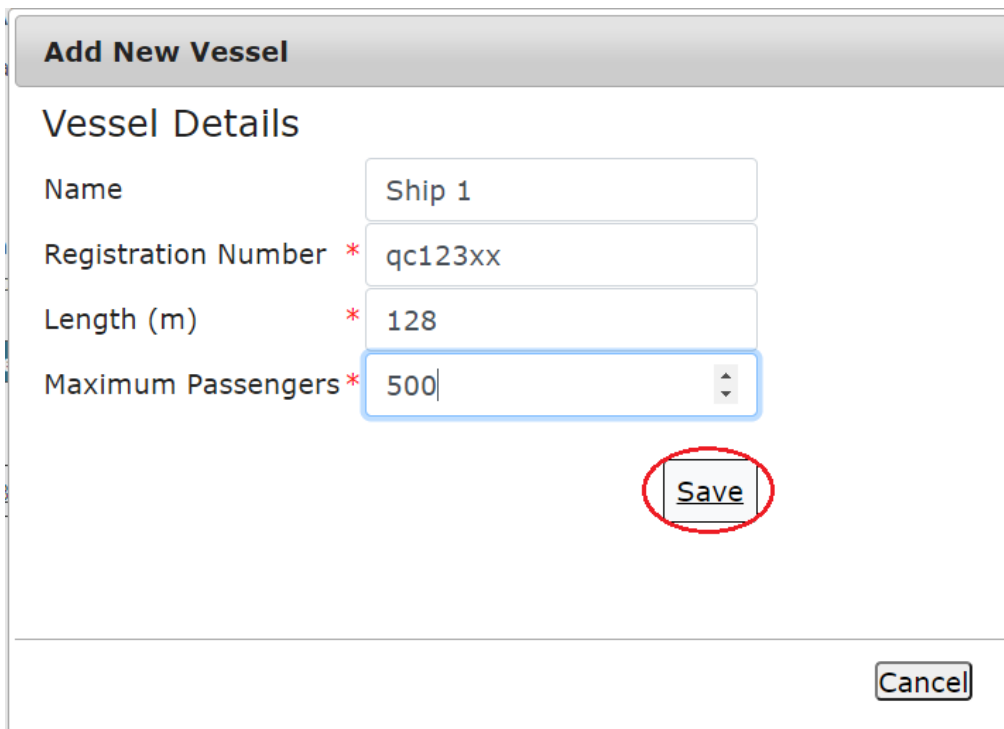 Add New Vessel
Vessel Details
Name Ship 1
Registration Number * qc123xx
Length (m) * 128
Maximum Passengers * 500
Save
Cancel